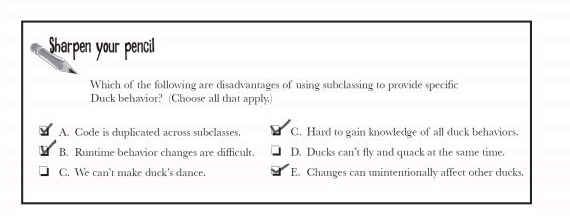 Sharpen your pencil
Which of the following are disadvantages of using subclassing to provide specific
Duck behavior? (Choose all that apply.)
A. Code is duplicated across subclasses.
B. Runtime behavior changes are difficult.
C. We can't make duck's dance.
C. Hard to gain knowledge of all duck behaviors.
D. Ducks can't fly and quack at the same time.
E. Changes can unintentionally affect other ducks.